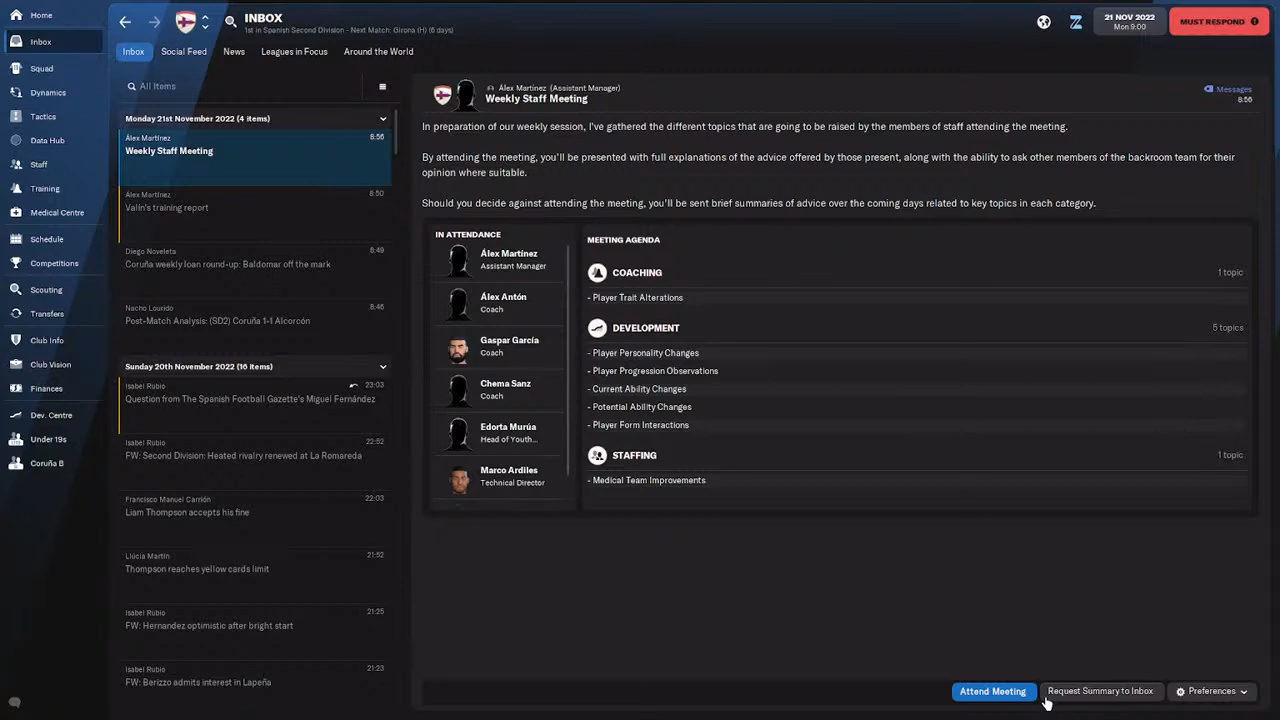 Home
Inbox
Squad
Dynamics
Tactics
Data Hub
Staff
Training
Medical Centre
Schedule
Competitions
Scouting
Transfers
Club Info
Club Vision
Finances
Dev. Centre
Under 19s
Coruña B
INBOX
1st in Spanish Second Division - Next Match: Girona (H) (6 days)
21 NOV 2022
Mon 9:00
MUST RESPOND
Inbox Social Feed News Leagues in Focus Around the World
All Items
Monday 21st November 2022 (4 items)
Álex Martínez 8:56
Weekly Staff Meeting
Álex Martínez 8:50
Valín's training report
Diego Novelets 8:49
Coruña weekly loan round-up: Baldomar off the mark
Nacho Lourido 8:46
Post-Match Analysis: (SD2) Coruña 1-1 Alcorcón
Sunday 20th November 2022 (16 items)
Isabel Rubio 23:03
Question from The Spanish Football Gazette's Miguel Fernández
Isabel Rubio 22:52
FW: Second Division: Heated rivalry renewed at La Romareda
Francisco Manuel Carrión 22:03
Liam Thompson accepts his fine
Llúcia Martín 21:52
Thompson reaches yellow cards limit
Isabel Rubio 21:25
FW: Hernandez optimistic after bright start
Isabel Rubio 21:23
FW: Berizzo admits interest in Lapeña
Álex Martínez (Assistant Manager)
Weekly Staff Meeting
Messages
8:56
In preparation of our weekly session, I've gathered the different topics that are going to be raised by the members of staff attending the meeting.
By attending the meeting, you'll be presented with full explanations of the advice offered by those present, along with the ability to ask other members of the backroom team for their
opinion where suitable.
Should you decide against attending the meeting, you'll be sent brief summaries of advice over the coming days related to key topics in each category.
IN ATTENDANCE
Álex Martínez
Assistant Manager
Álex Antón
Coach
Gaspar García
Coach
Chema Sanz
Coach
Edorta Murúa
Head of Youth...
Marco Ardiles
Technical Director
MEETING AGENDA
COACHING 1 topic
- Player Trait Alterations
DEVELOPMENT 5 topics
- Player Personality Changes
- Player Progression Observations
- Current Ability Changes
- Potential Ability Changes
- Player Form Interactions
STAFFING 1 topic
- Medical Team Improvements
Attend Meeting Request Summary to Inbox Preferences